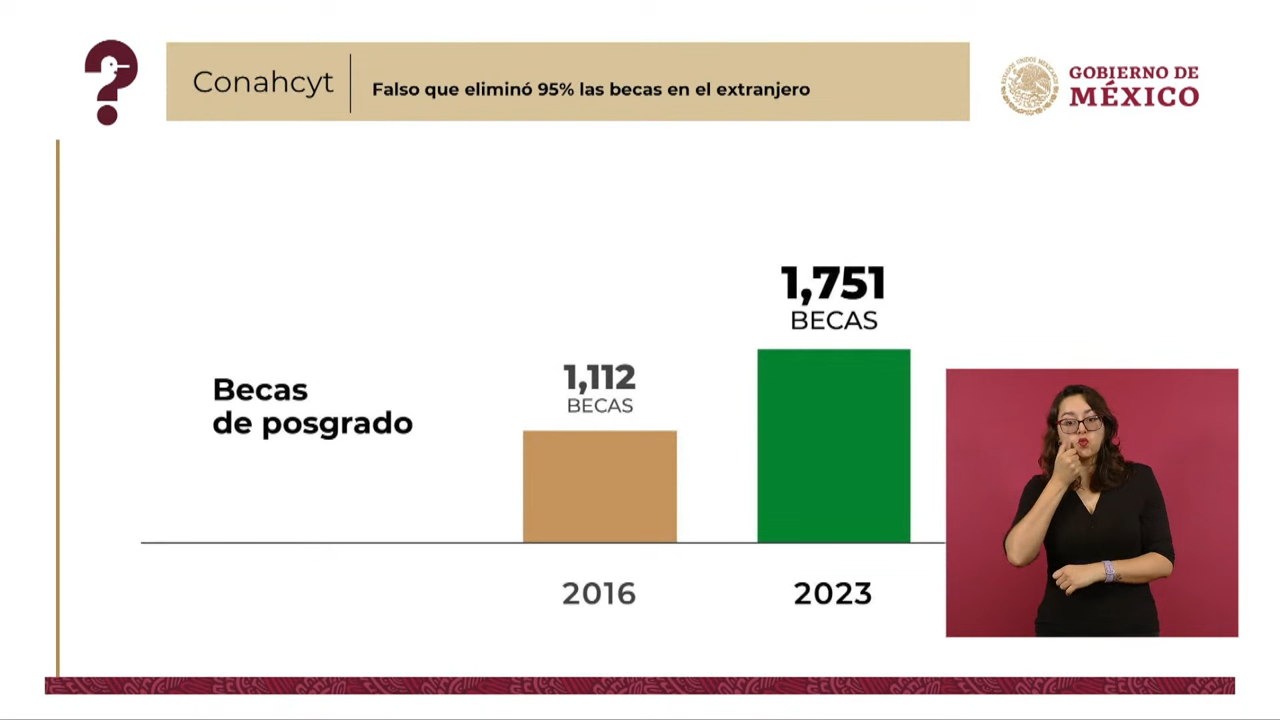 Conahcyt
Falso que eliminó 95% las becas en el extranjero
GOBIERNO DE
MÉXICO
1,751
BECAS
1,112
BECAS
Becas
de posgrado
2016
2023